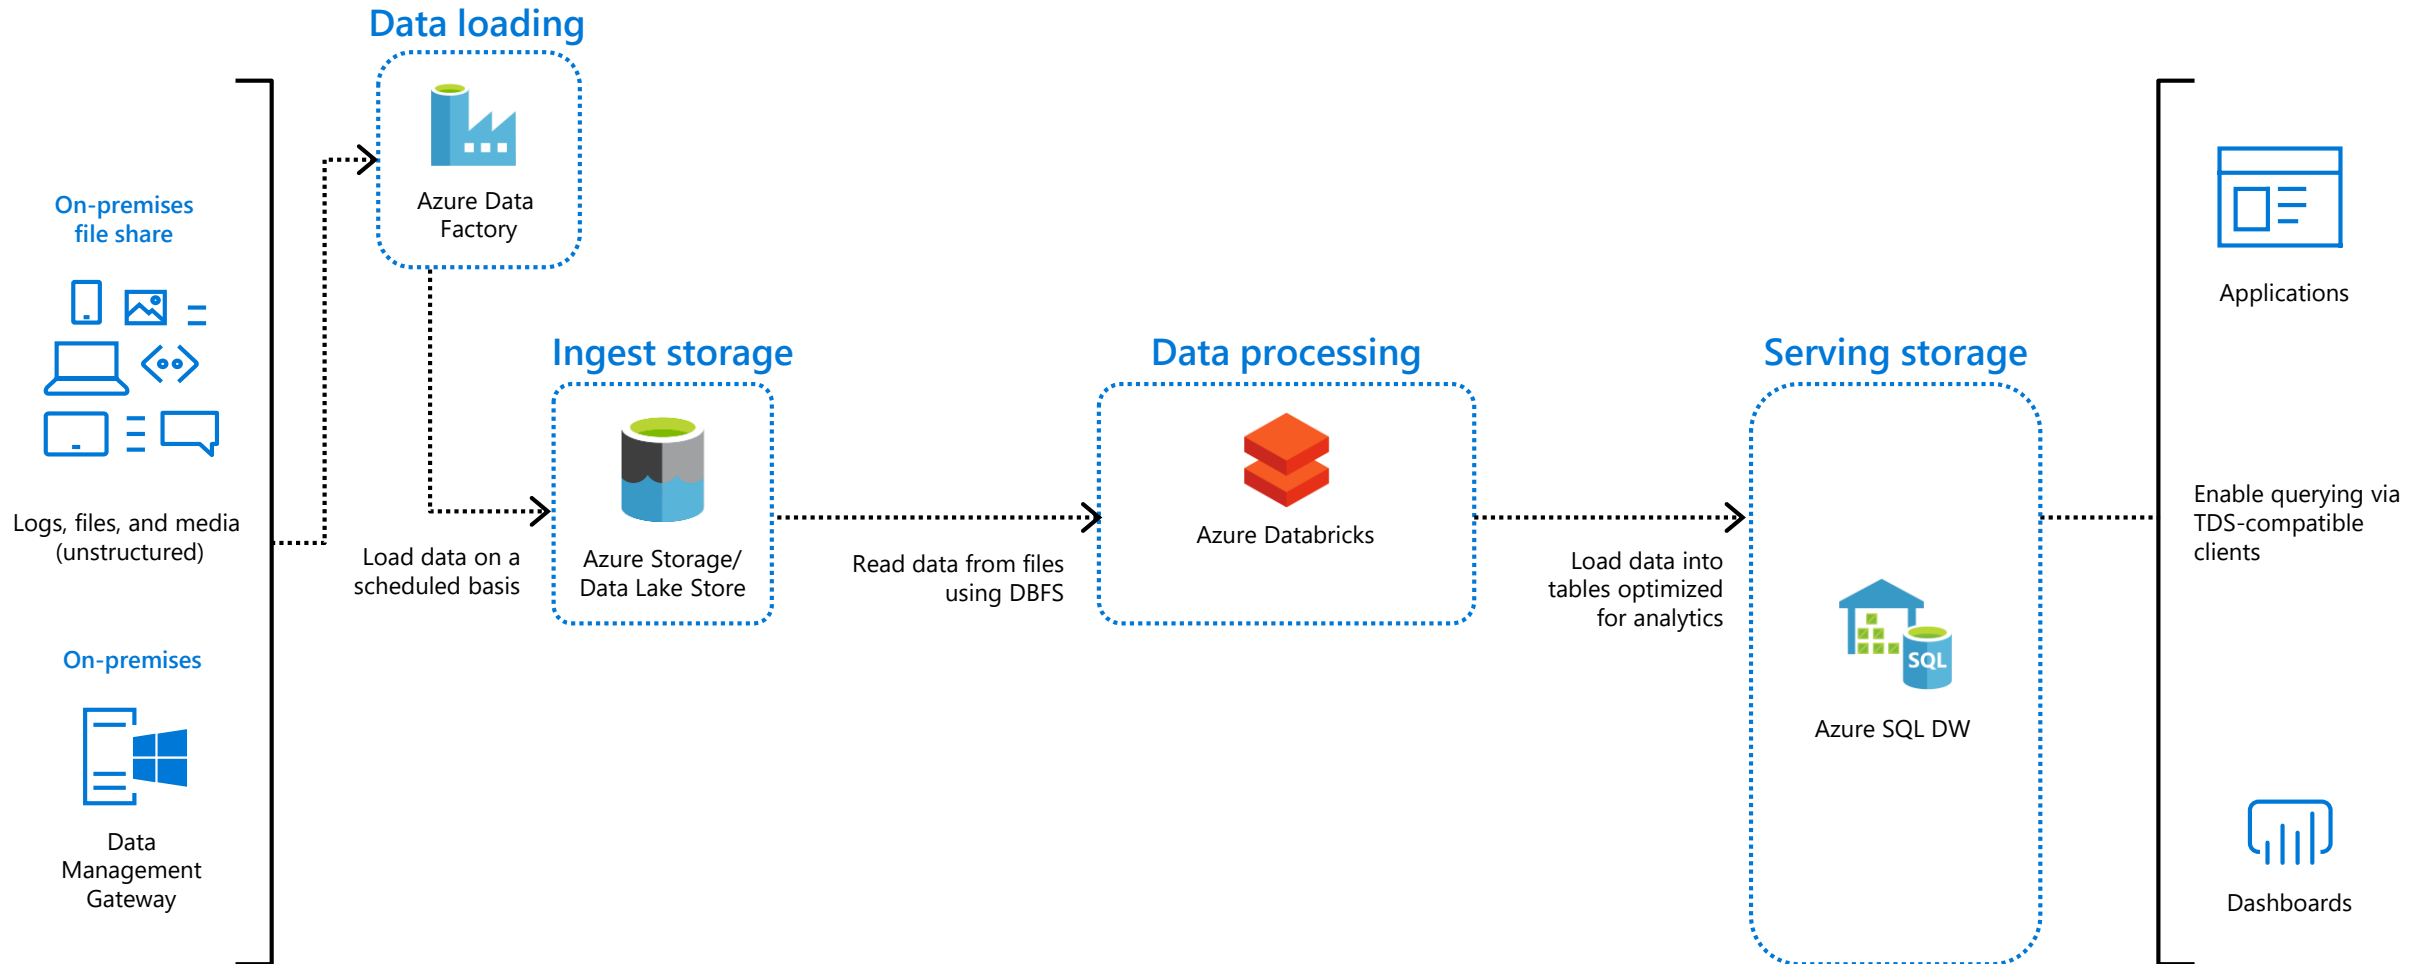 Data loading
Azure Data
Factory
On-premises
file share
Logs, files, and media
(unstructured)
On-premises
Data
Management
Gateway
Load data on a
scheduled basis
Ingest storage
Azure Storage/
Data Lake Store
Read data from files
using DBFS
Data processing
Azure Databricks
Load data into
tables optimized
for analytics
Serving storage
SQL
Azure SQL DW
Applications
Enable querying via
TDS-compatible
clients
Dashboards